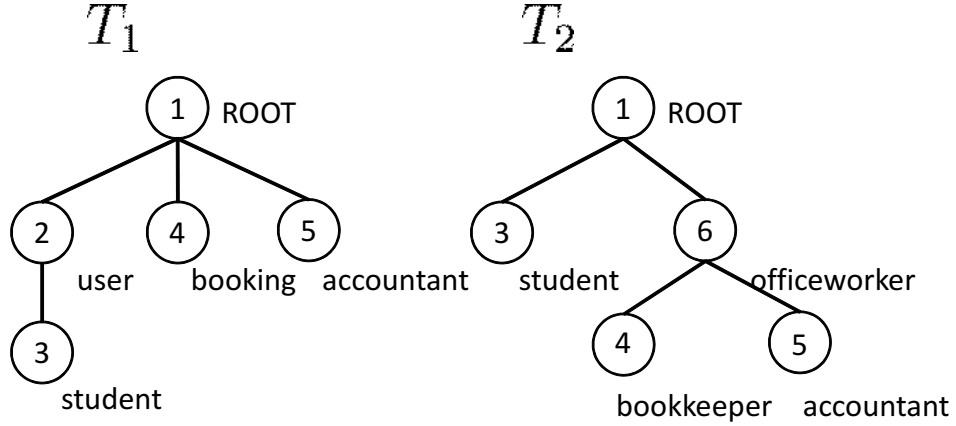 T1 T2
1 ROOT 1 ROOT
2 4 5 3 6
user booking accountant student officeworker
3 4 5
student bookkeeper accountant